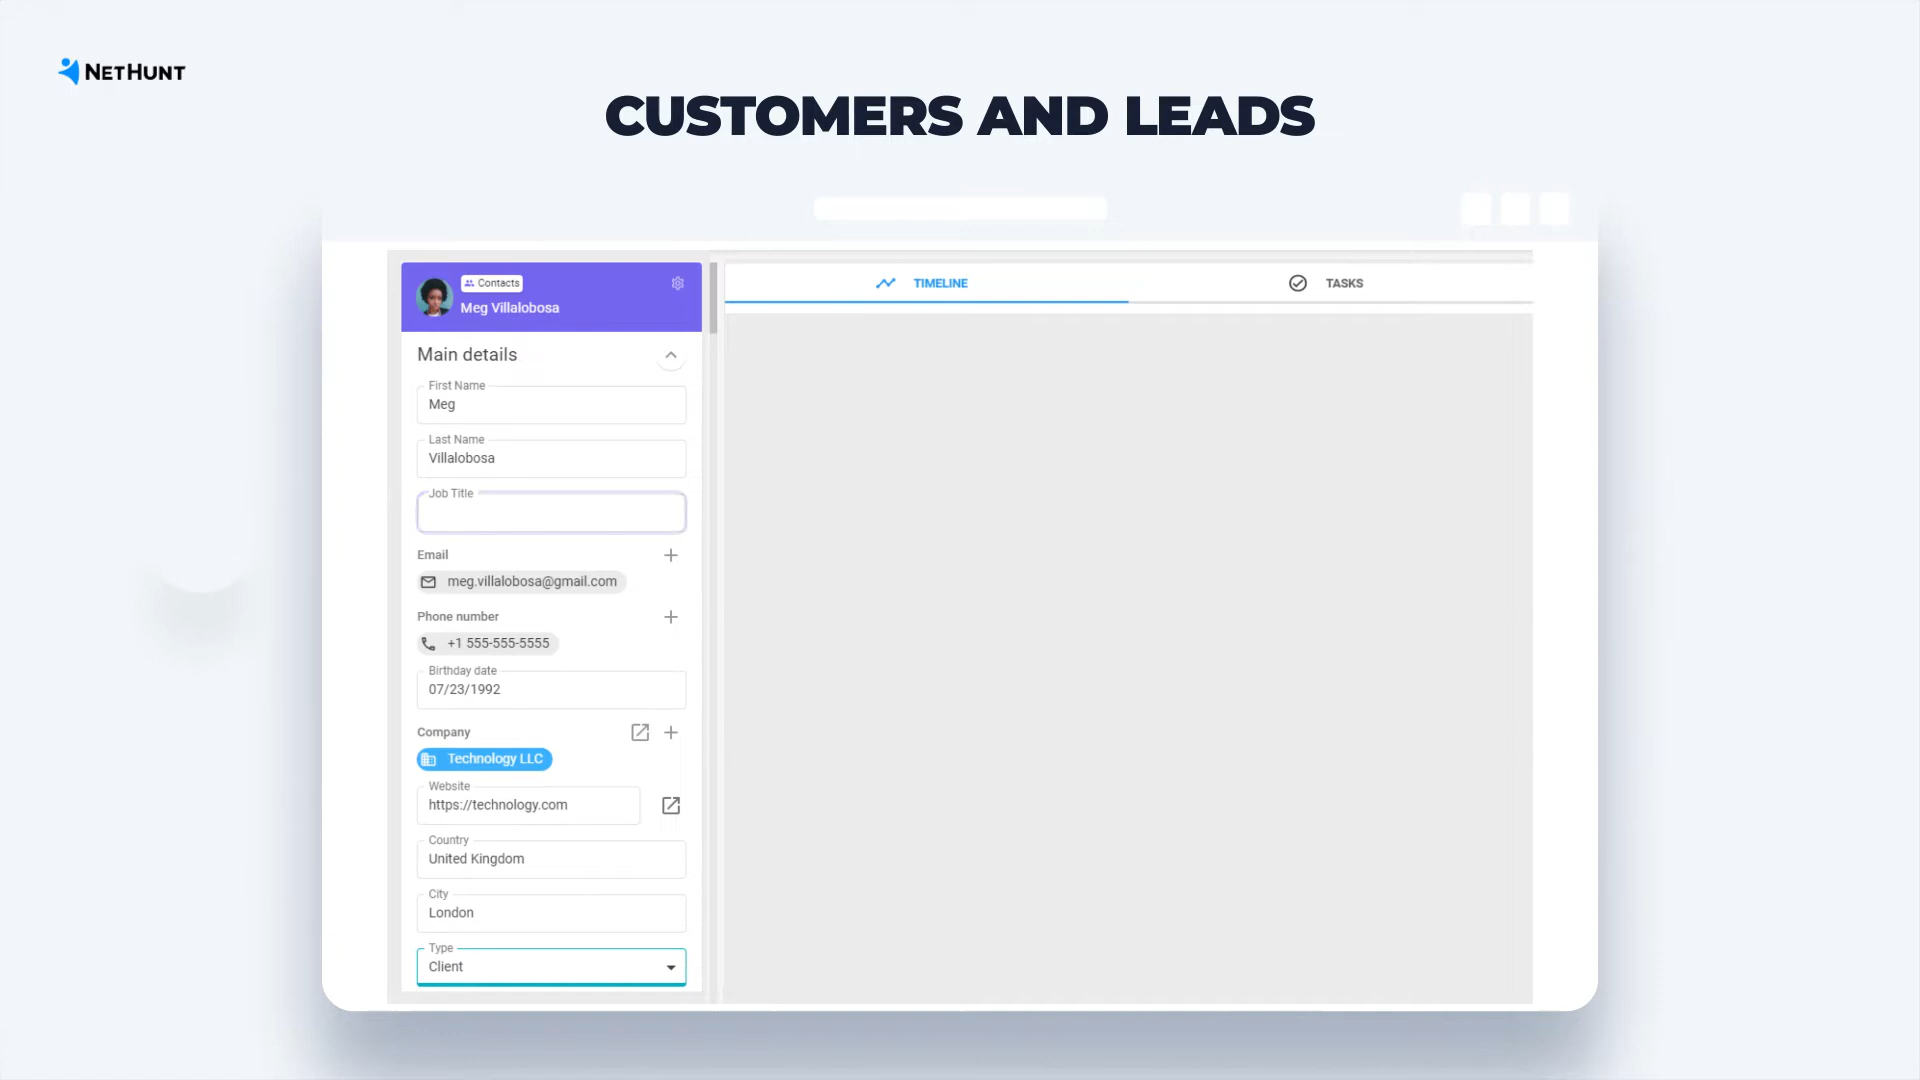 NETHUNT
CUSTOMERS AND LEADS
Contacts
Meg Villalobosa
TIMELINE
TASKS
Main details
First Name
Meg
Last Name
Villalobosa
Job Title
Email
meg.villalobosa@gmail.com
Phone number
+1 555-555-5555
Birthday date
07/23/1992
Company
Technology LLC
Website
https://technology.com
Country
United Kingdom
City
London
Type
Client